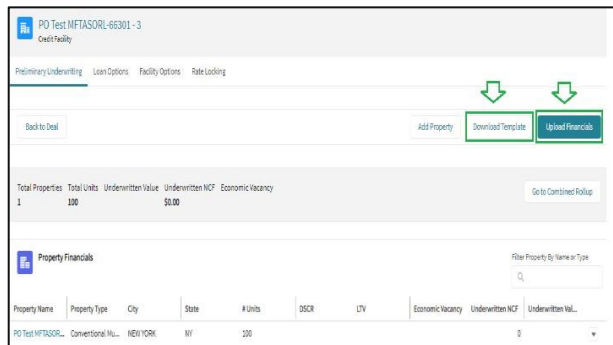 PO Test MFTASORL-66301 - 3
Credit Facility
Preliminary Underwriting Loan Options Facility Options Rate Locking
Back to Deal Add Property Download Template Upload Financials
Total Properties Total Units Underwritten Value Underwritten NCF Economic Vacancy
1 100 $0.00
Go to Combined Rollup
Property Financials
Filter Property By Name or Type
Property Name Property Type City State # Units DSCR LTV Economic Vacancy Underwritten NCF Underwritten Val...
PO Test MFTASOR... Conventional Mu... NEW YORK NY 100 0